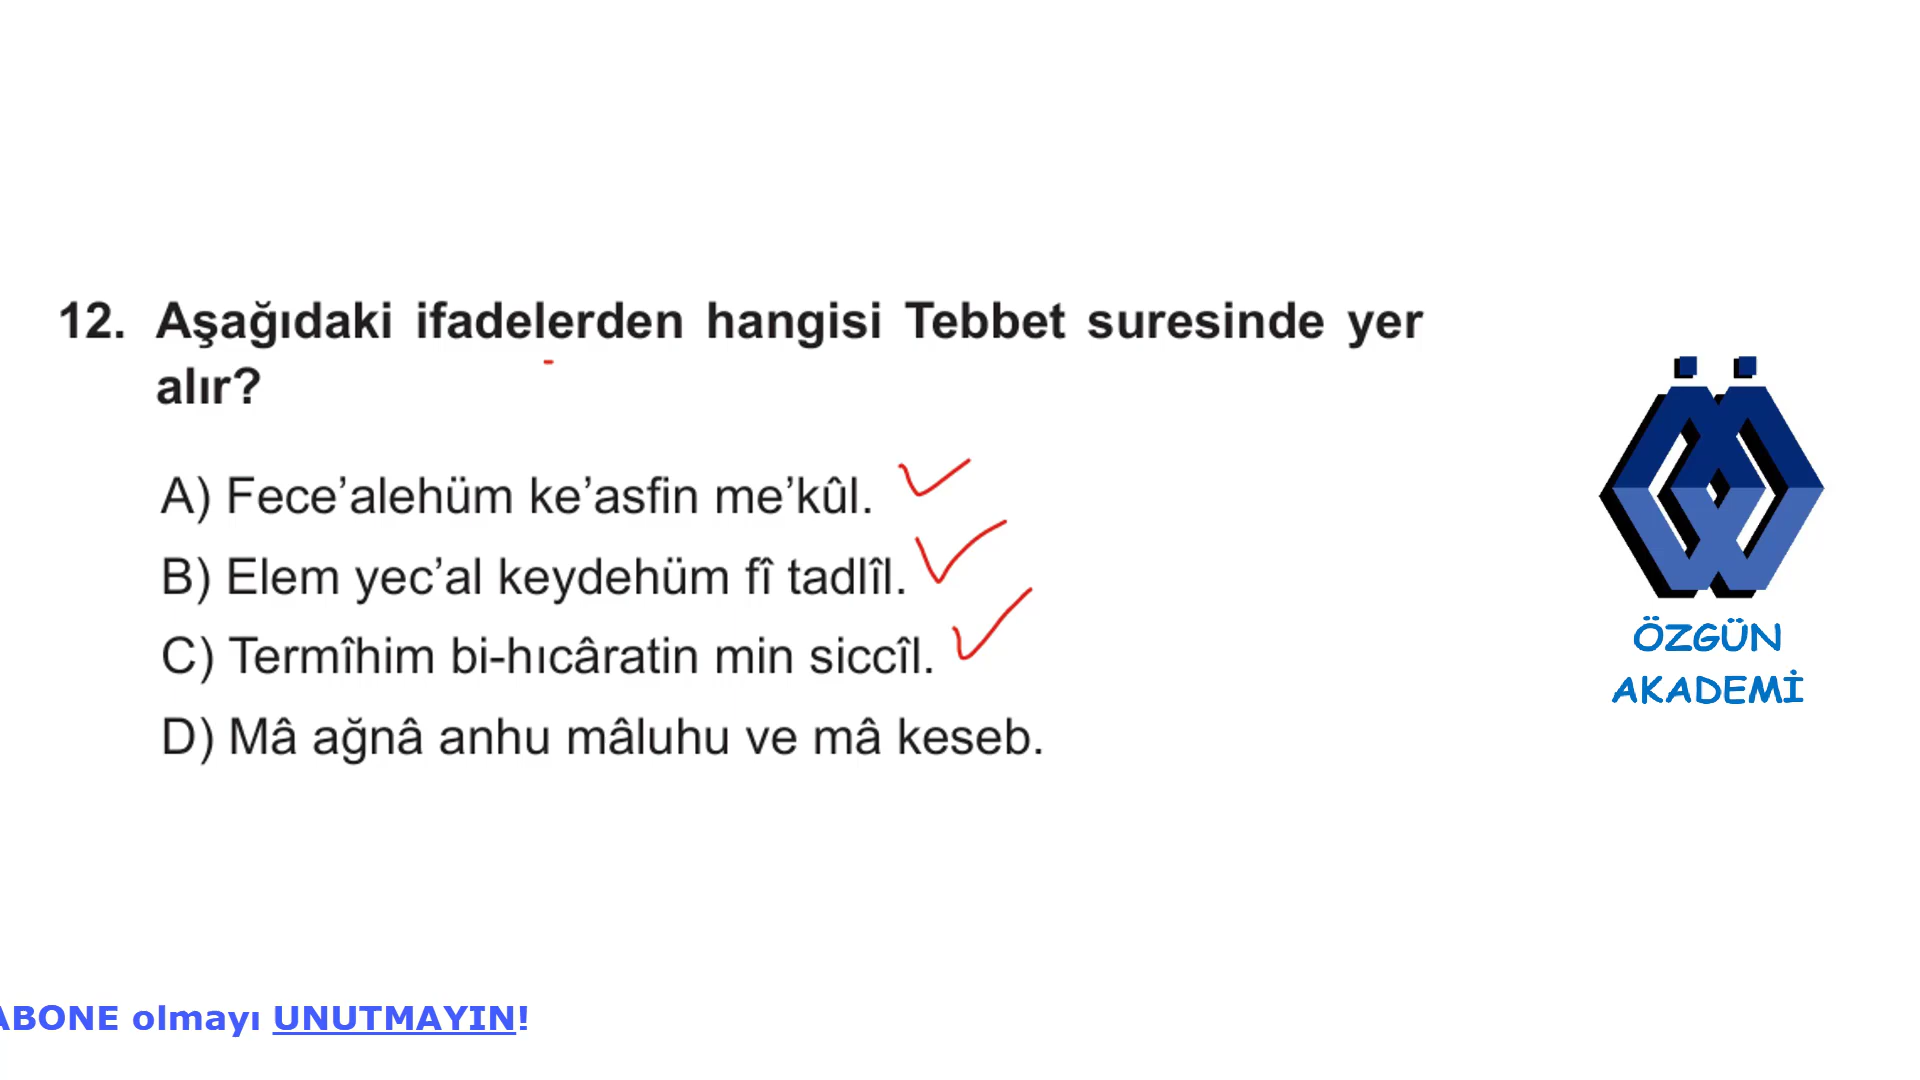 12. Aşağıdaki ifadelerden hangisi Tebbet suresinde yer
alır?
A) Fece’alehüm ke’asfin me’kûl.
B) Elem yec’al keydehüm fî tadlîl.
C) Termîhim bi-hıcâratin min siccîl.
D) Mâ ağnâ anhu mâluhu ve mâ keseb.
ÖZGÜN
AKADEMİ
ABONE olmayı UNUTMAYIN!